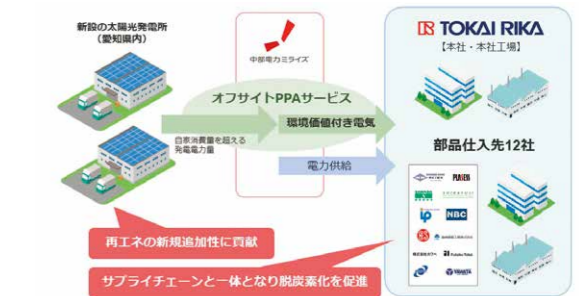 新設の太陽光発電所
(愛知県内)
中部電力ミライズ
TOKAI RIKA
【本社・本社工場】
オフサイトPPAサービス
環境価値付き電気
自家消費量を超える
発電電力量
電力供給
部品仕入先12社
NBC
再エネの新規追加性に貢献
サプライチェーンと一体となり脱炭素化を促進